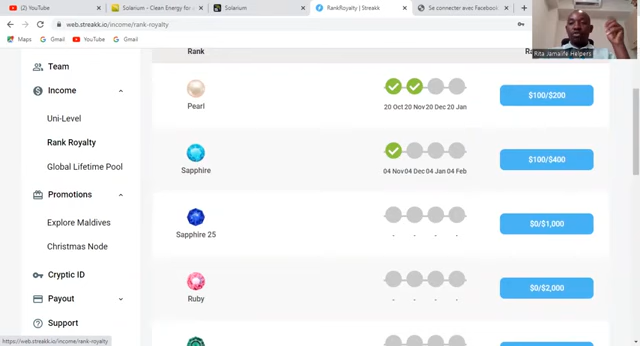 YouTube
Solarium - Clean Energy for
Solarium
RankRoyalty | Streakk
Se connecter avec Facebook
web.streakk.io/income/rank-royalty
Maps
Gmail
YouTube
Gmail
Rita Jamalife Helpers
Team
Income
Uni-Level
Rank Royalty
Global Lifetime Pool
Promotions
Explore Maldives
Christmas Node
Cryptic ID
Payout
Support
Rank
Pearl
20 Oct 20 Nov 20 Dec 20 Jan
$100/$200
Sapphire
04 Nov 04 Dec 04 Jan 04 Feb
$100/$400
Sapphire 25
- - - -
$0/$1,000
Ruby
- - - -
$0/$2,000
https://web.streakk.io/income/rank-royalty